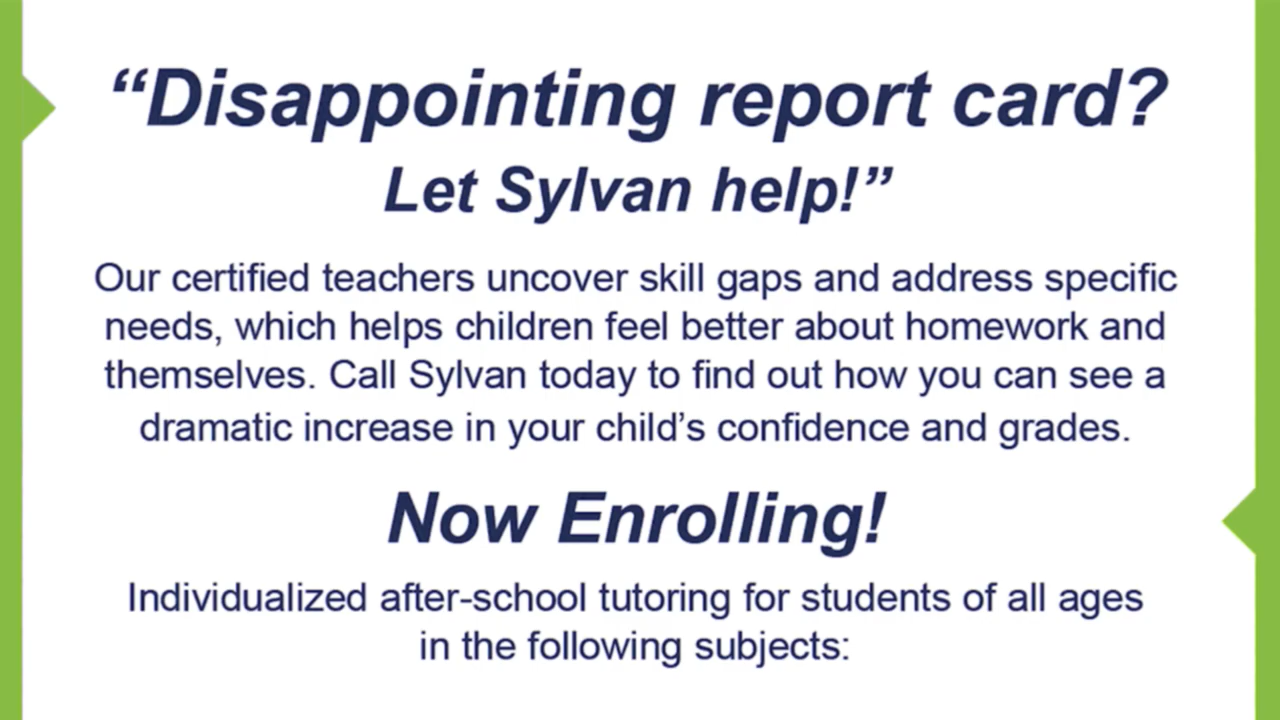 “Disappointing report card?
Let Sylvan help!”
Our certified teachers uncover skill gaps and address specific
needs, which helps children feel better about homework and
themselves. Call Sylvan today to find out how you can see a
dramatic increase in your child’s confidence and grades.
Now Enrolling!
Individualized after-school tutoring for students of all ages
in the following subjects: